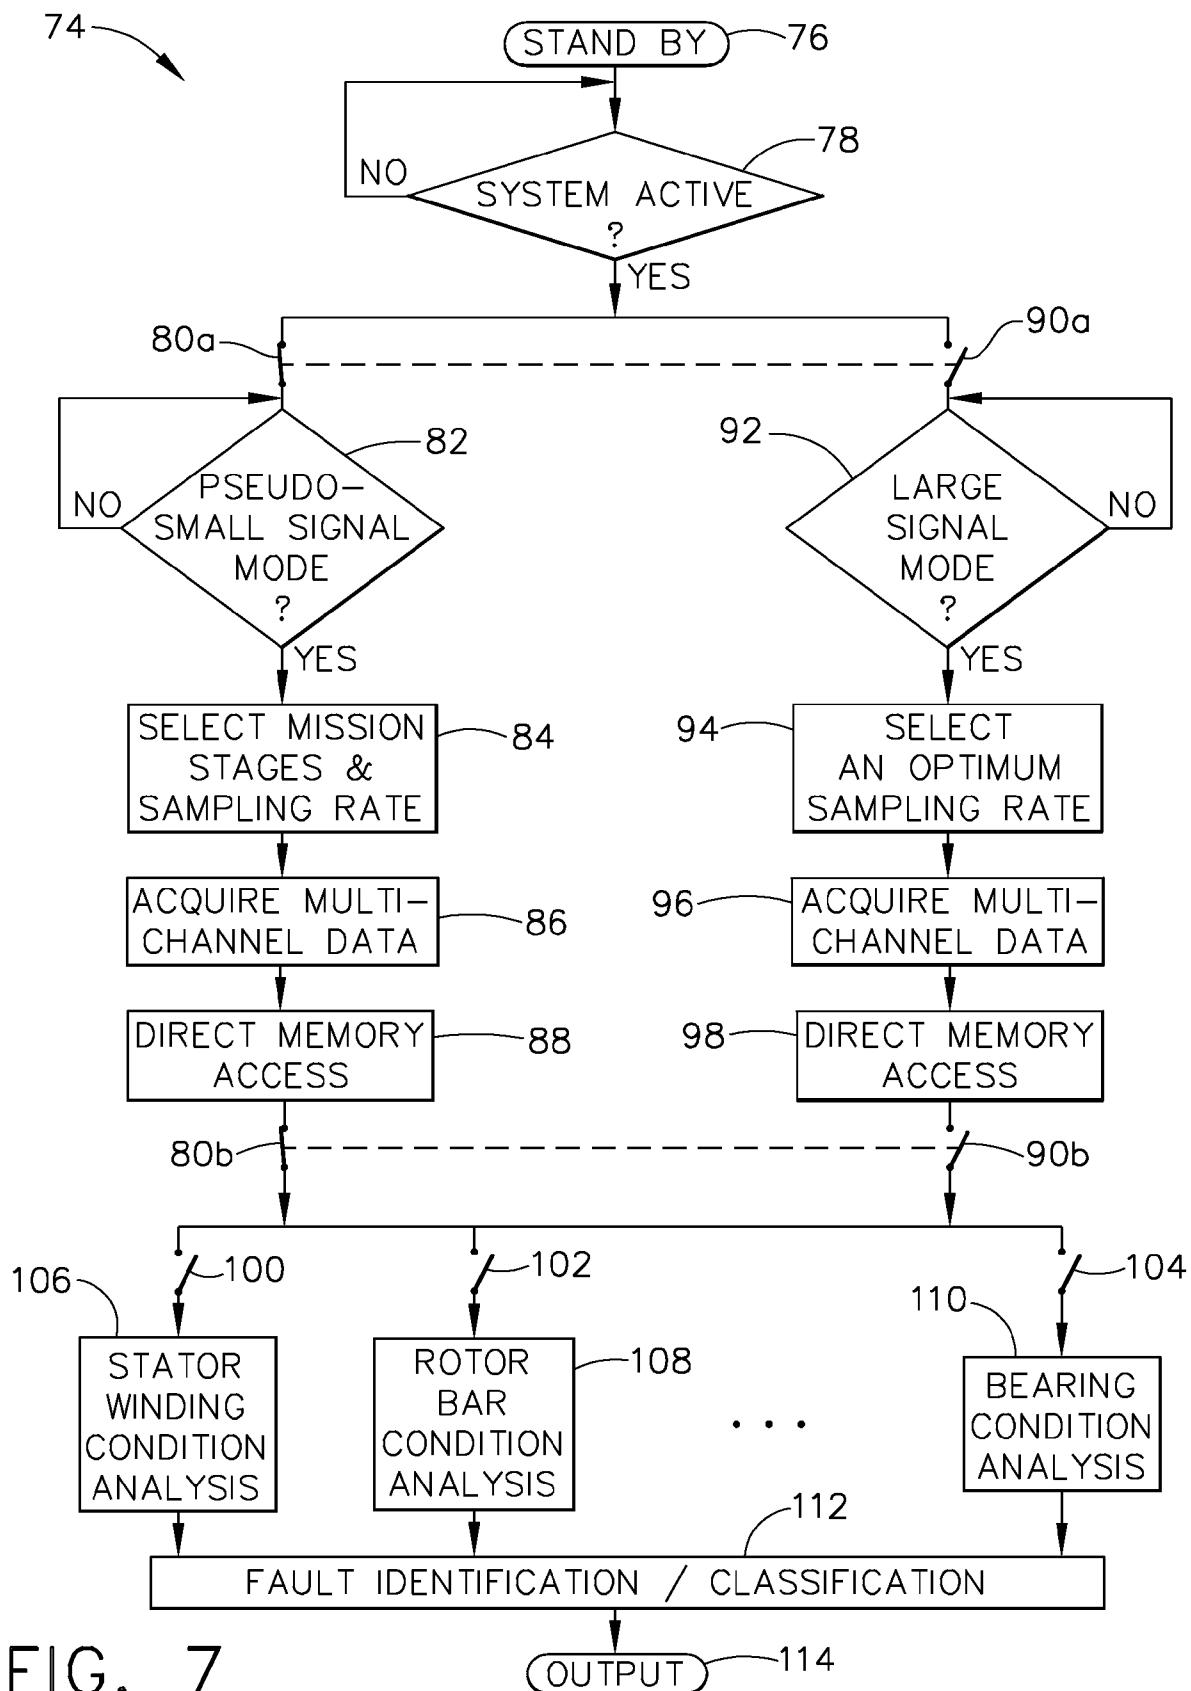 74
STAND BY
76
78
NO
SYSTEM ACTIVE
?
YES
80a
90a
82
92
NO
PSEUDO-
SMALL SIGNAL
MODE
?
YES
LARGE
SIGNAL
MODE
?
NO
YES
SELECT MISSION
STAGES &
SAMPLING RATE
84
94
SELECT
AN OPTIMUM
SAMPLING RATE
ACQUIRE MULTI-
CHANNEL DATA
86
96
ACQUIRE MULTI-
CHANNEL DATA
DIRECT MEMORY
ACCESS
88
98
DIRECT MEMORY
ACCESS
80b
90b
100
102
104
106
STATOR
WINDING
CONDITION
ANALYSIS
ROTOR
BAR
CONDITION
ANALYSIS
108
. . .
110
BEARING
CONDITION
ANALYSIS
112
FAULT IDENTIFICATION / CLASSIFICATION
OUTPUT
114
FIG. 7